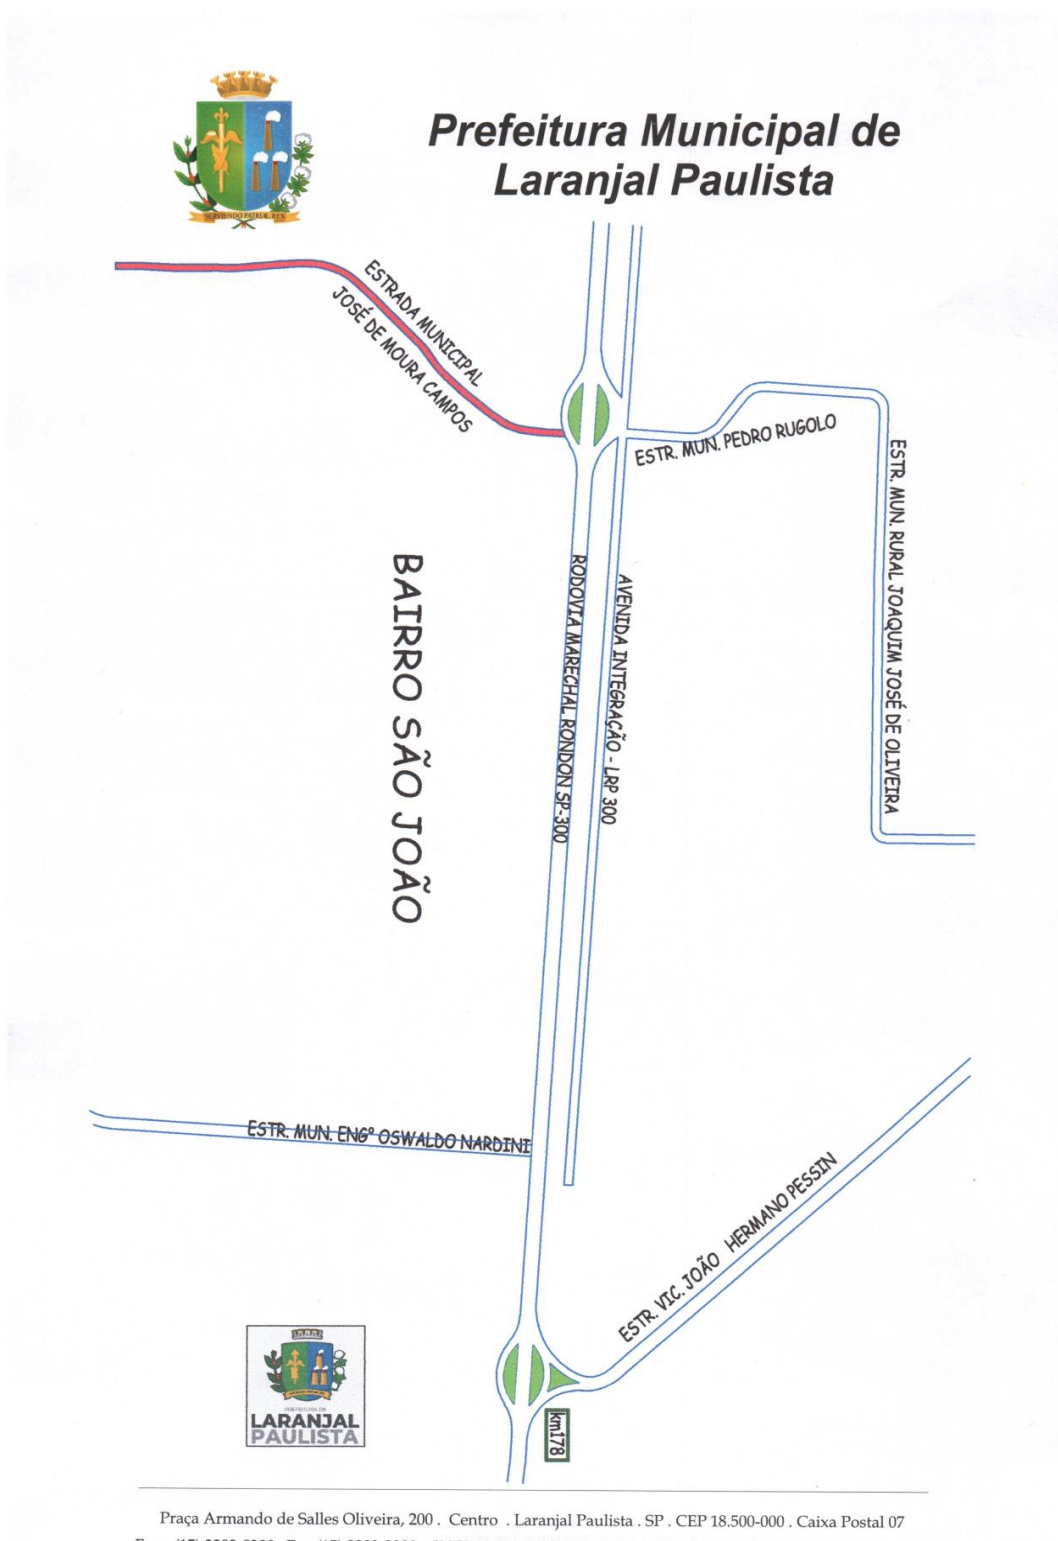 Prefeitura Municipal de
Laranjal Paulista
SERVIENDO PATRIÆ, REX
ESTRADA MUNICIPAL
JOSÉ DE MOURA CAMPOS
ESTR. MUN. PEDRO RUGOLO
ESTR. MUN. RURAL JOAQUIM JOSÉ DE OLIVEIRA
BAIRRO SÃO JOÃO
RODOVIA MARECHAL RONDON SP-300
AVENIDA INTEGRAÇÃO - LRP 300
ESTR. MUN. ENGº OSWALDO NARDINI
ESTR. VIC. JOÃO HERMANO PESSIN
PREFEITURA DE
LARANJAL
PAULISTA
km178
Praça Armando de Salles Oliveira, 200 . Centro . Laranjal Paulista . SP . CEP 18.500-000 . Caixa Postal 07